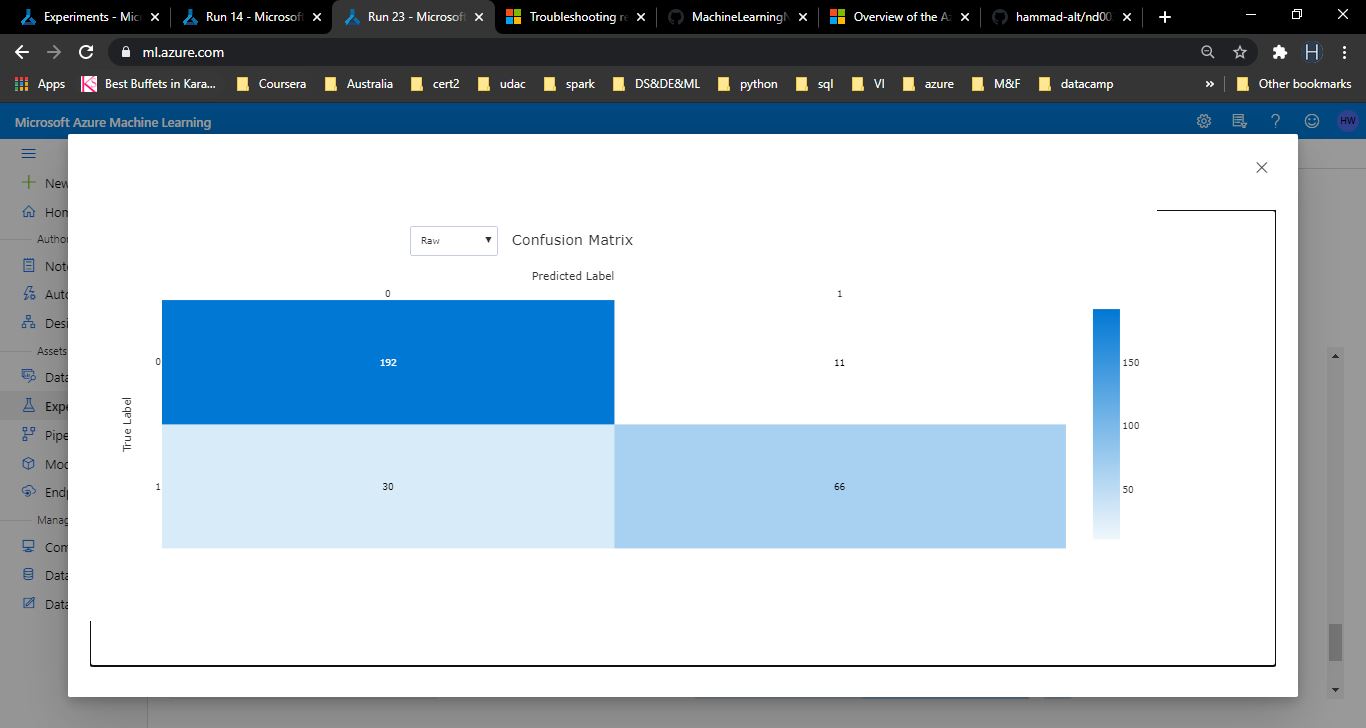 Experiments - Mic
Run 14 - Microsoft
Run 23 - Microsoft
Troubleshooting re
MachineLearningN
Overview of the A
hammad-alt/nd00
ml.azure.com
H
Apps
Best Buffets in Kara...
Coursera
Australia
cert2
udac
spark
DS&DE&ML
python
sql
VI
azure
M&F
datacamp
»
Other bookmarks
Microsoft Azure Machine Learning
HW
New
Hom
Author
Note
Auto
Desi
Assets
Data
Expe
Pipe
Mod
Endp
Manag
Com
Data
Data
Raw
Confusion Matrix
Predicted Label
0
1
True Label
0
192
11
1
30
66
150
100
50